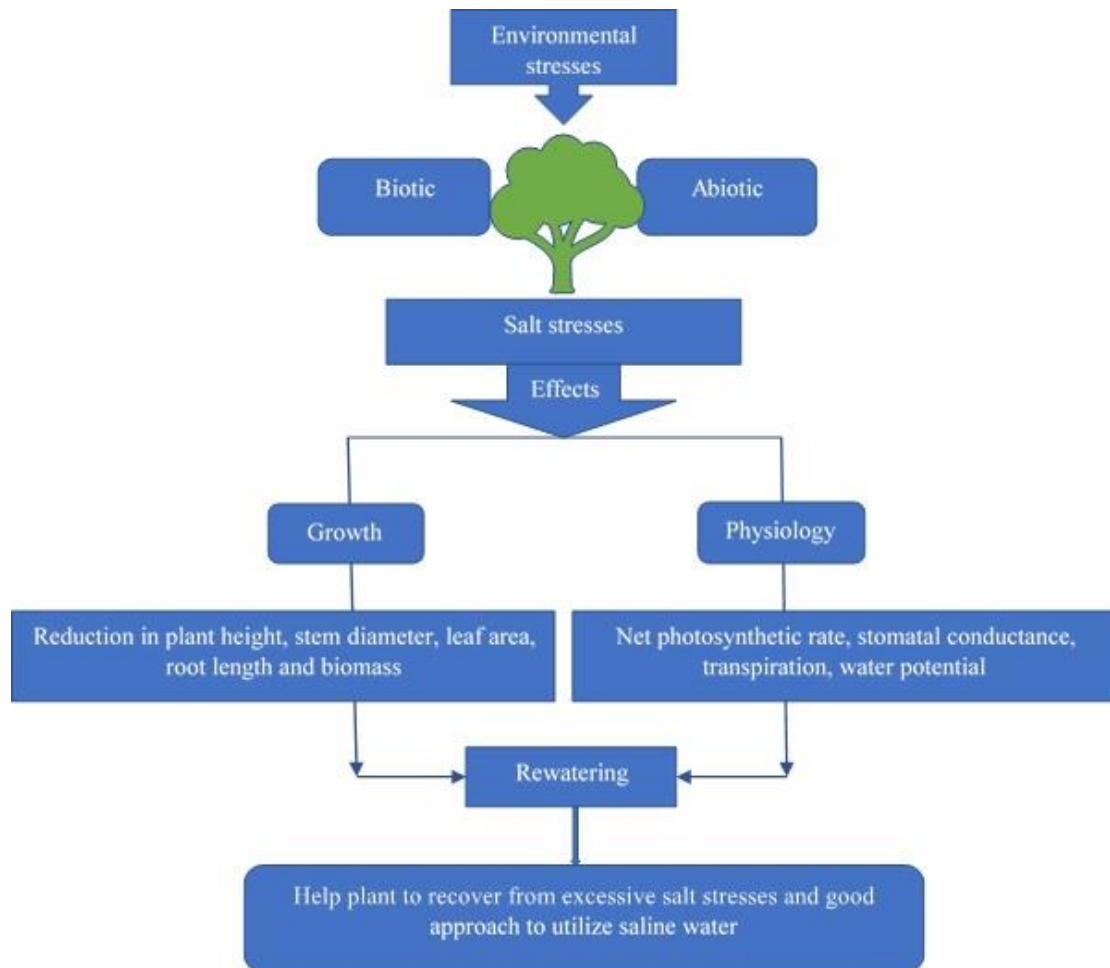 Environmental
stresses
Biotic
Abiotic
Salt stresses
Effects
Growth
Physiology
Reduction in plant height, stem diameter, leaf area,
root length and biomass
Net photosynthetic rate, stomatal conductance,
transpiration, water potential
Rewatering
Help plant to recover from excessive salt stresses and good
approach to utilize saline water